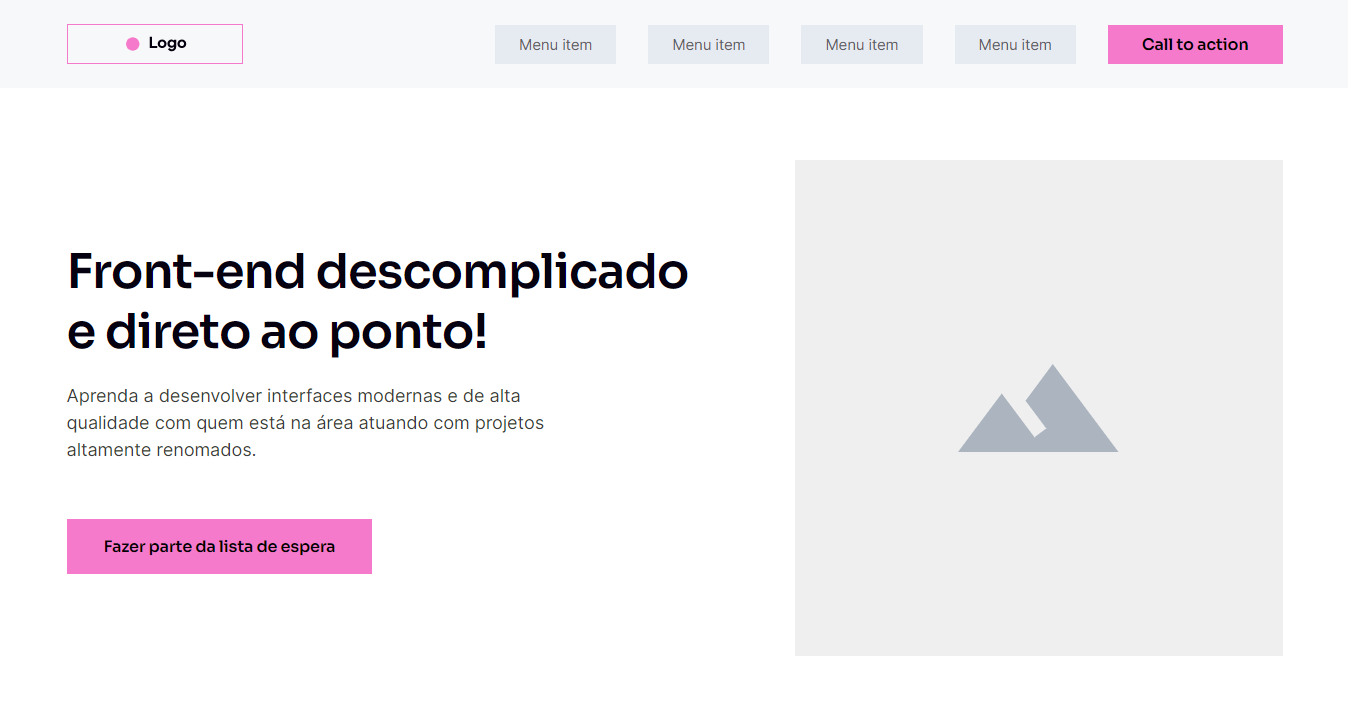 Logo
Menu item
Menu item
Menu item
Menu item
Call to action
Front-end descomplicado
e direto ao ponto!
Aprenda a desenvolver interfaces modernas e de alta
qualidade com quem está na área atuando com projetos
altamente renomados.
Fazer parte da lista de espera